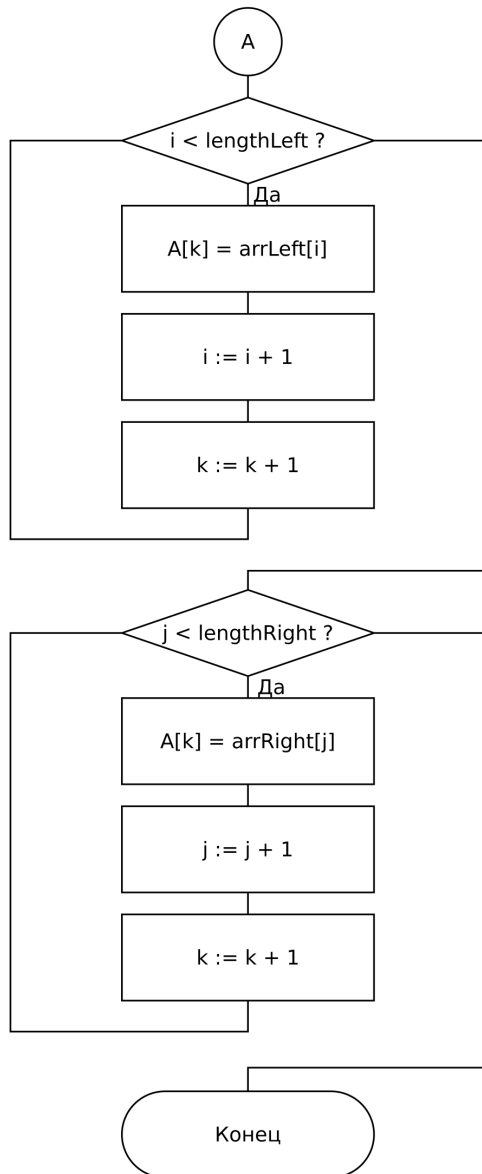 A
i < lengthLeft ?
Да
A[k] = arrLeft[i]
i := i + 1
k := k + 1
j < lengthRight ?
Да
A[k] = arrRight[j]
j := j + 1
k := k + 1
Конец